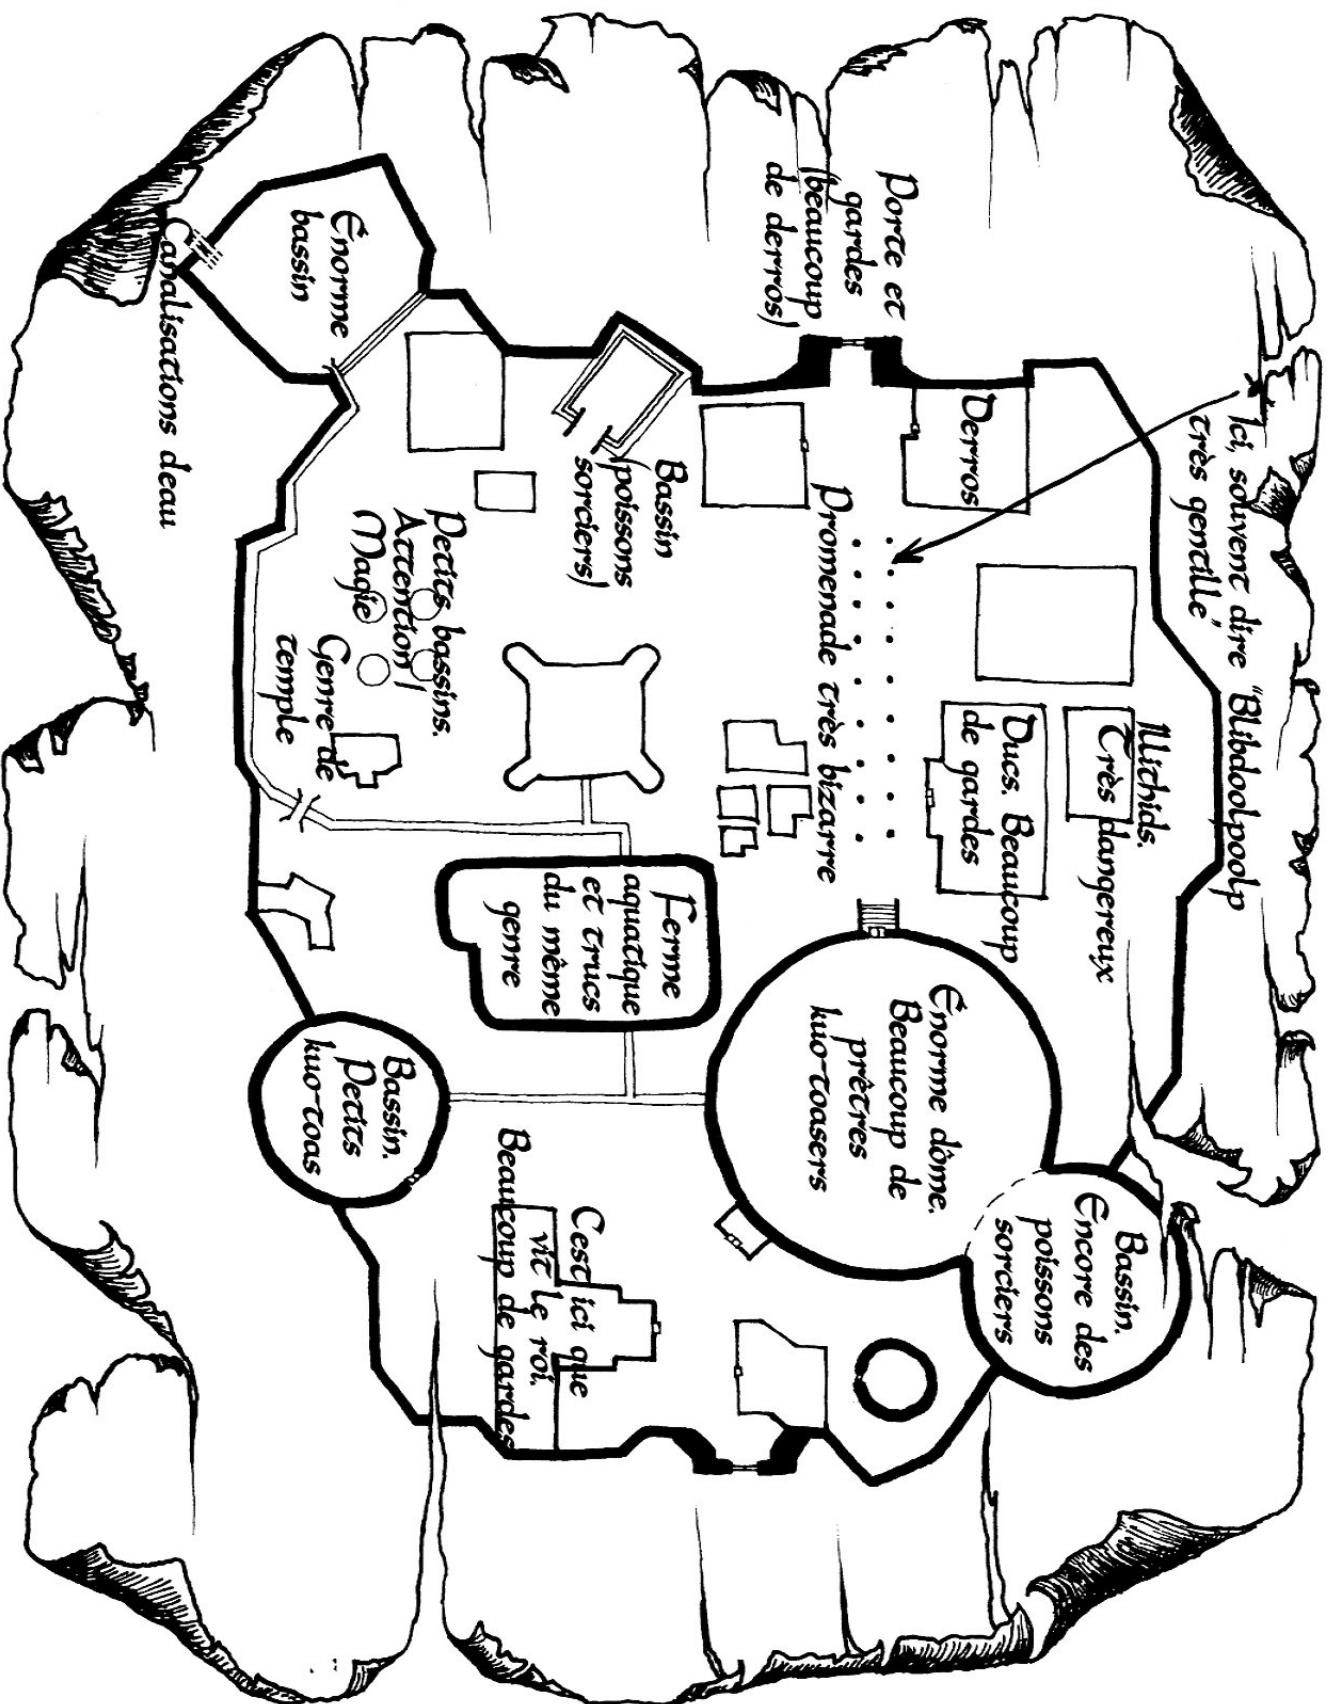 Ici, souvent dire "Blibdoolpoolp
très gentille"
Illithids.
Très dangereux
Bassin.
Encore des
poissons
sorciers
Derros
Ducs. Beaucoup
de gardes
Énorme dôme.
Beaucoup de
prêtres
kuo-toasers
Porte et
gardes
(beaucoup
de derros)
Promenade très bizarre
Bassin
(poissons
sorciers)
Ferme
aquatique
et trucs
du même
genre
C'est ici que
vit le roi.
Beaucoup de gardes
Petits bassins.
Attention!
Magie
Genre de
temple
Bassin.
Petits
kuo-toas
Énorme
bassin
Canalisations d'eau